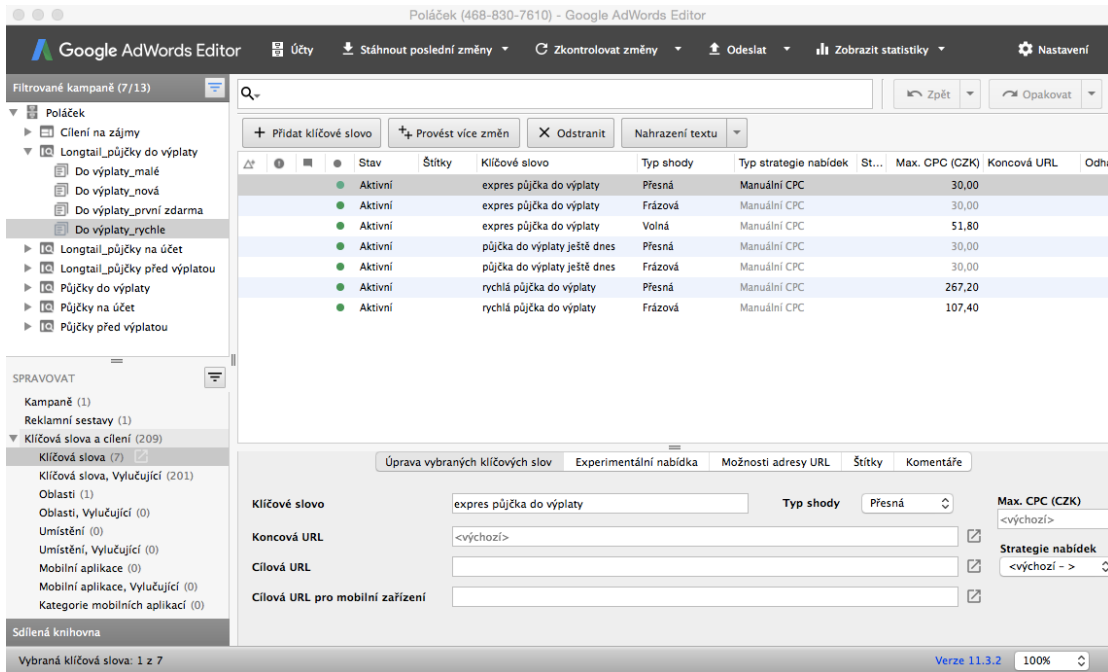 Poláček (468-830-7610) - Google AdWords Editor
Google AdWords Editor Účty Stáhnout poslední změny Zkontrolovat změny Odeslat Zobrazit statistiky Nastavení
Filtrované kampaně (7/13)
Poláček
Cílení na zájmy
Longtail_půjčky do výplaty
Do výplaty_malé
Do výplaty_nová
Do výplaty_první zdarma
Do výplaty_rychle
Longtail_půjčky na účet
Longtail_půjčky před výplatou
Půjčky do výplaty
Půjčky na účet
Půjčky před výplatou
SPRAVOVAT
Kampaně (1)
Reklamní sestavy (1)
Klíčová slova a cílení (209)
Klíčová slova (7)
Klíčová slova, Vylučující (201)
Oblasti (1)
Oblasti, Vylučující (0)
Umístění (0)
Umístění, Vylučující (0)
Mobilní aplikace (0)
Mobilní aplikace, Vylučující (0)
Kategorie mobilních aplikací (0)
Sdílená knihovna
Zpět Opakovat
Přidat klíčové slovo Provést více změn Odstranit Nahrazení textu
Stav Štítky Klíčové slovo Typ shody Typ strategie nabídek St... Max. CPC (CZK) Koncová URL Odha
Aktivní expres půjčka do výplaty Přesná Manuální CPC 30,00
Aktivní expres půjčka do výplaty Frázová Manuální CPC 30,00
Aktivní expres půjčka do výplaty Volná Manuální CPC 51,80
Aktivní půjčka do výplaty ještě dnes Přesná Manuální CPC 30,00
Aktivní půjčka do výplaty ještě dnes Frázová Manuální CPC 30,00
Aktivní rychlá půjčka do výplaty Přesná Manuální CPC 267,20
Aktivní rychlá půjčka do výplaty Frázová Manuální CPC 107,40
Úprava vybraných klíčových slov Experimentální nabídka Možnosti adresy URL Štítky Komentáře
Klíčové slovo expres půjčka do výplaty Typ shody Přesná Max. CPC (CZK)
<výchozí>
Koncová URL <výchozí>
Strategie nabídek
Cílová URL <výchozí - >
Cílová URL pro mobilní zařízení
Vybraná klíčová slova: 1 z 7 Verze 11.3.2 100%